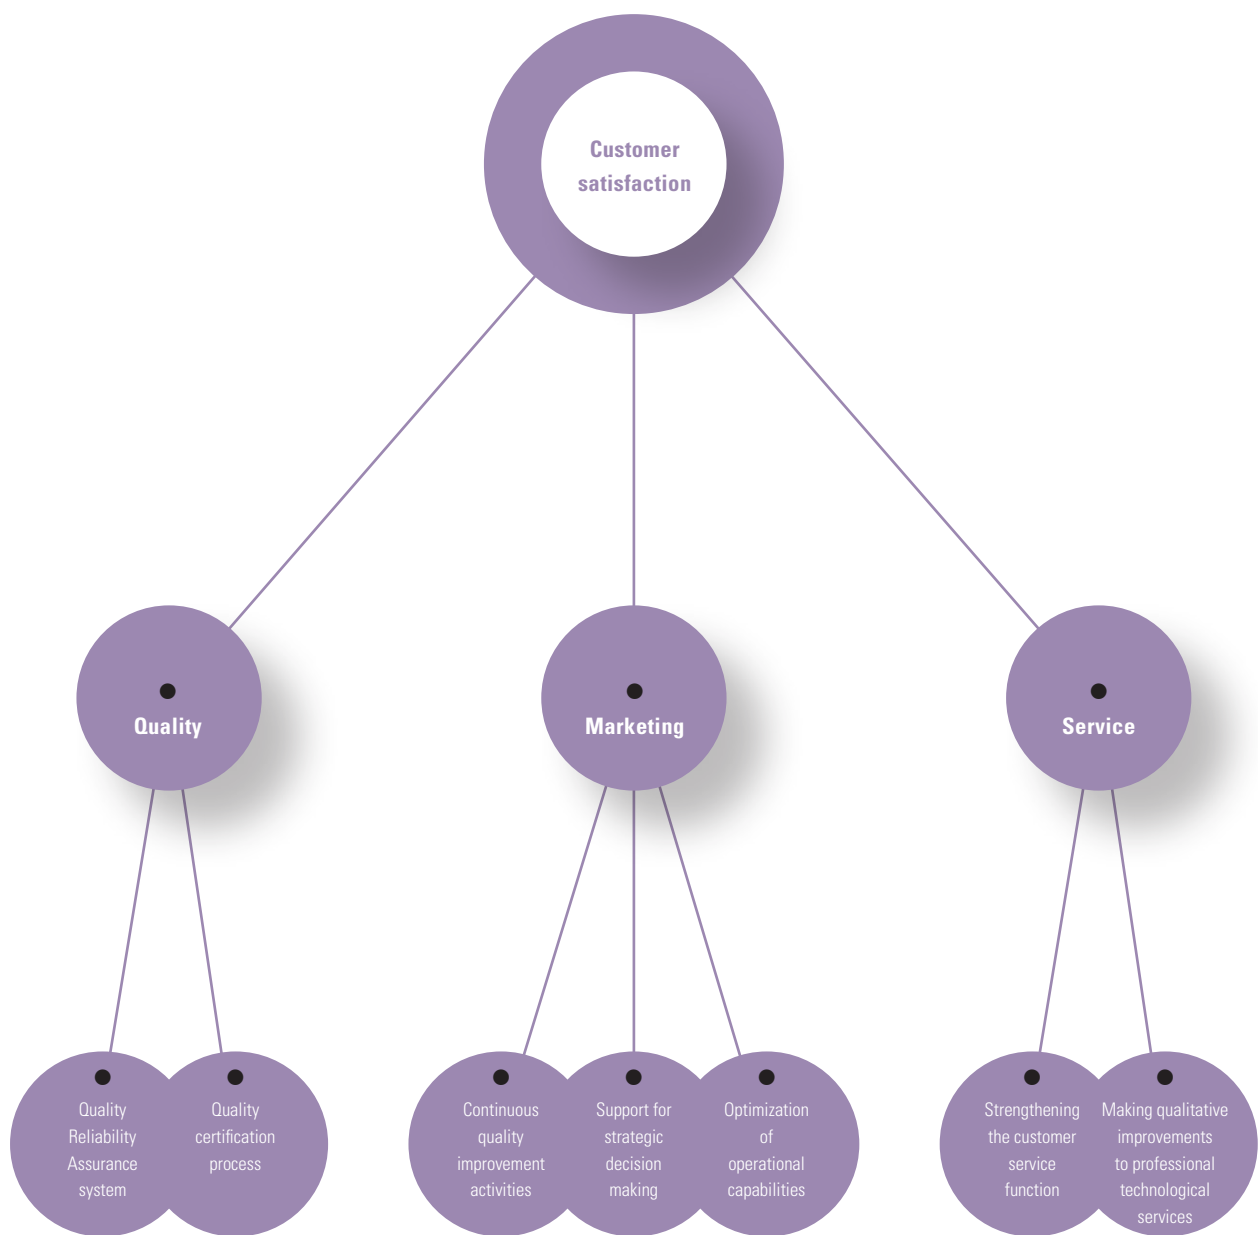 Customer
satisfaction
Quality
Marketing
Service
Quality
Reliability
Assurance
system
Quality
certification
process
Continuous
quality
improvement
activities
Support for
strategic
decision
making
Optimization
of
operational
capabilities
Strengthening
the customer
service
function
Making qualitative
improvements
to professional
technological
services